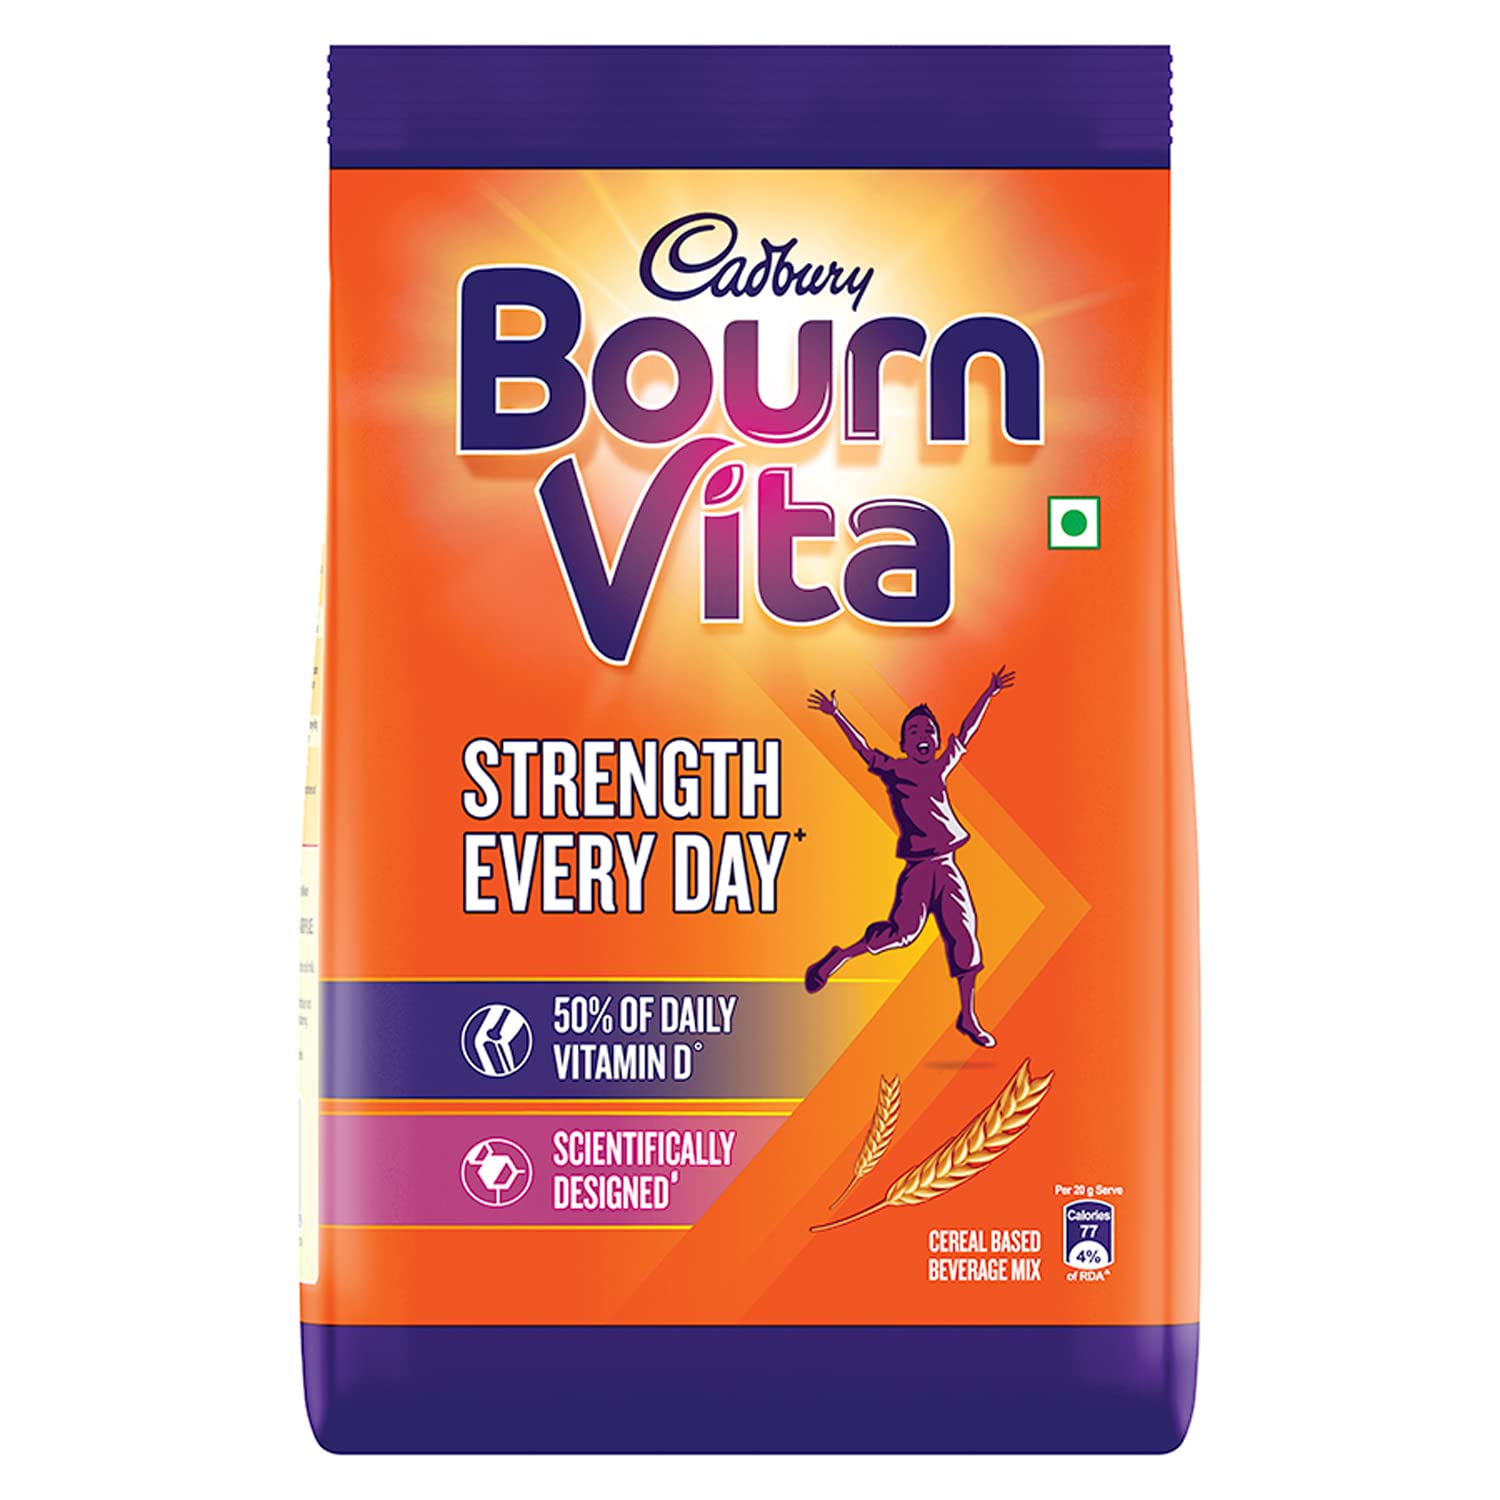 Cadbury
Bourn
Vita
STRENGTH
EVERY DAY⁺
50% OF DAILY
VITAMIN D°
SCIENTIFICALLY
DESIGNED#
CEREAL BASED
BEVERAGE MIX
Per 20 g Serve
Calories
77
4%
of RDA^